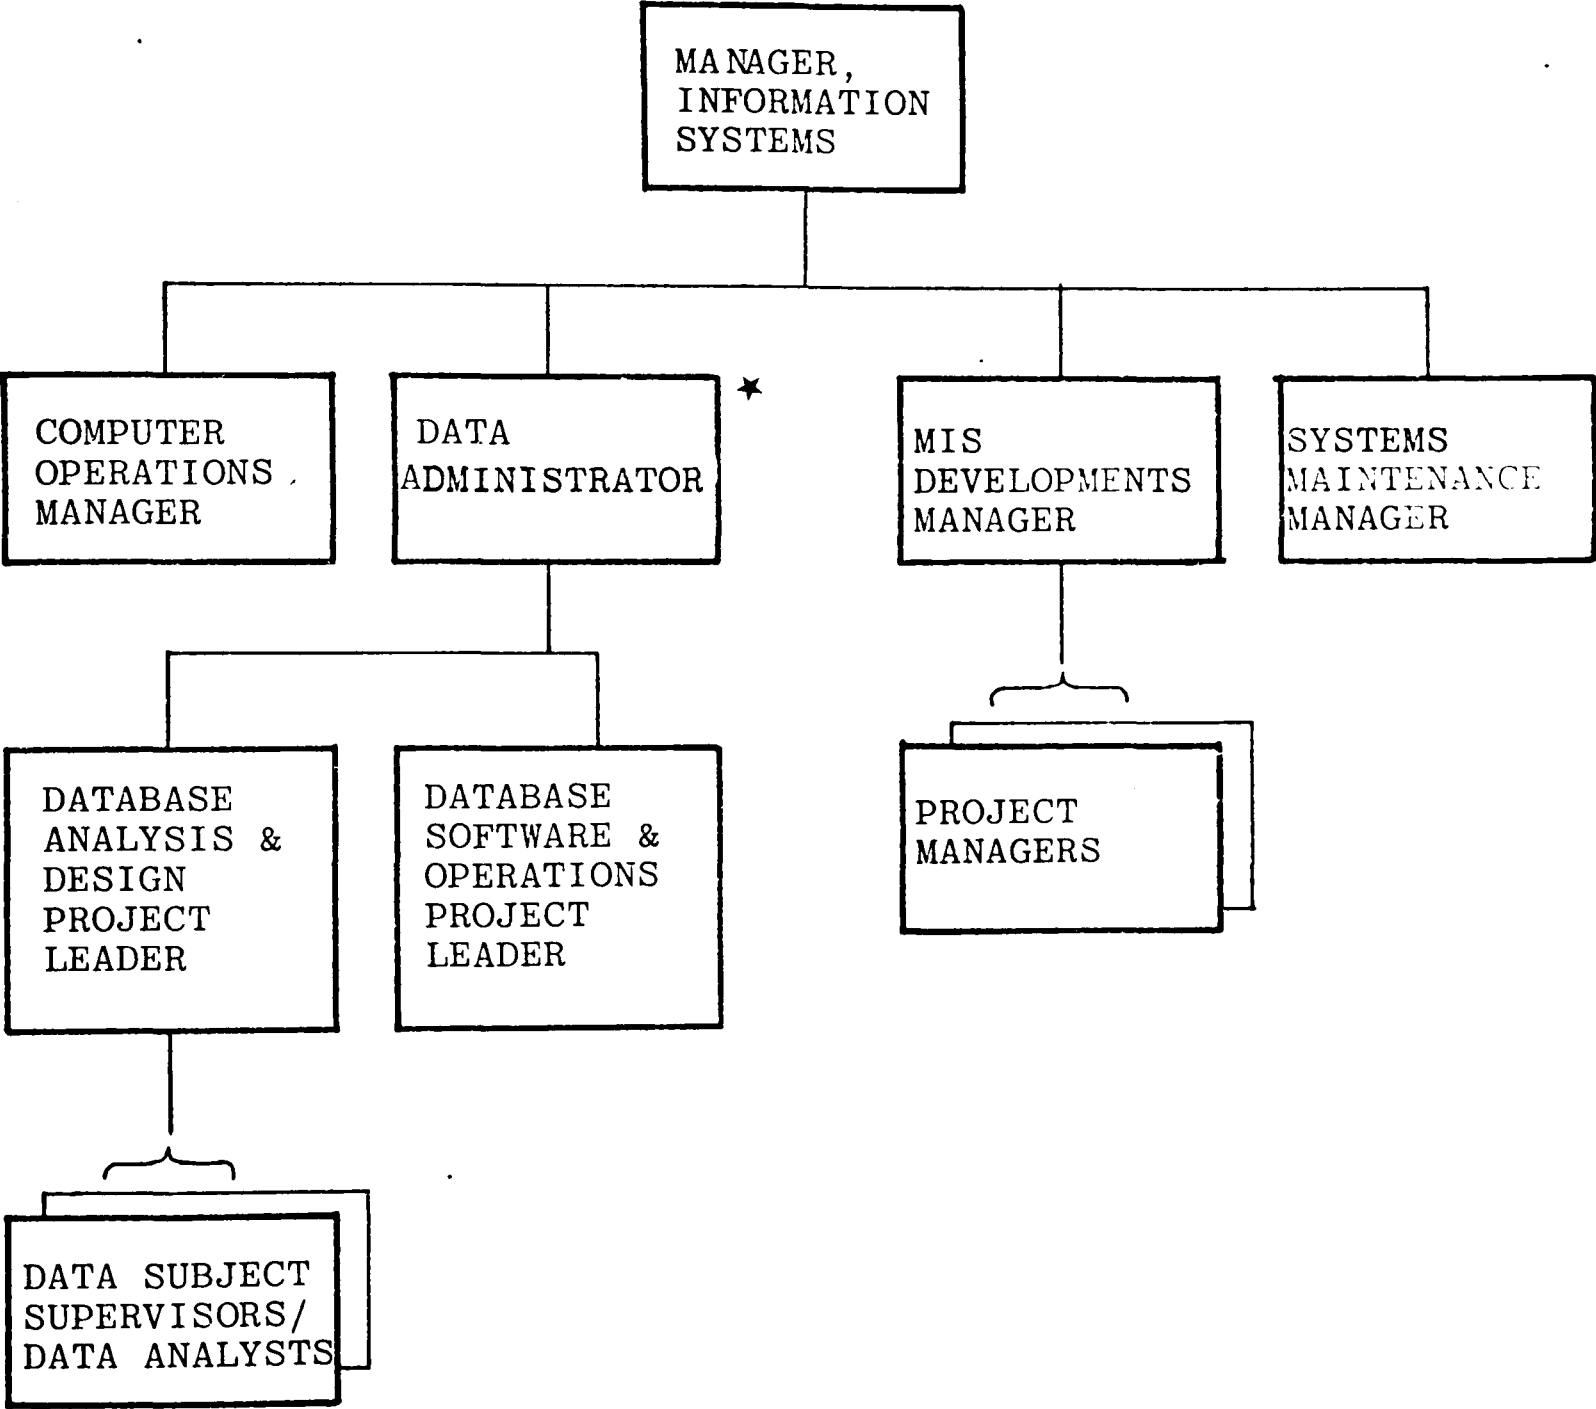 MANAGER,
INFORMATION
SYSTEMS
COMPUTER
OPERATIONS
MANAGER
DATA
ADMINISTRATOR
★
MIS
DEVELOPMENTS
MANAGER
SYSTEMS
MAINTENANCE
MANAGER
DATABASE
ANALYSIS &
DESIGN
PROJECT
LEADER
DATABASE
SOFTWARE &
OPERATIONS
PROJECT
LEADER
PROJECT
MANAGERS
DATA SUBJECT
SUPERVISORS/
DATA ANALYSTS